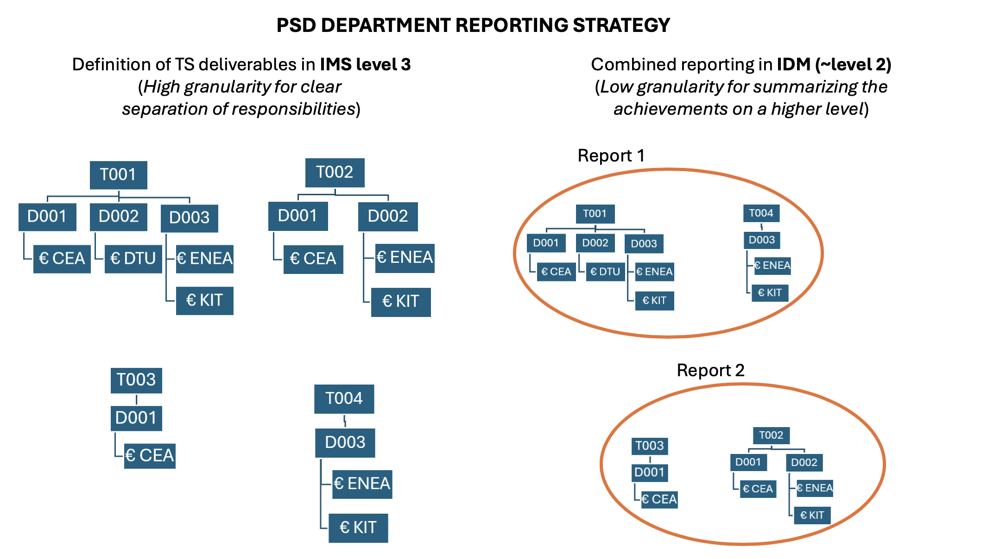 PSD DEPARTMENT REPORTING STRATEGY
Definition of TS deliverables in IMS level 3
(High granularity for clear
separation of responsibilities)
Combined reporting in IDM (~level 2)
(Low granularity for summarizing the
achievements on a higher level)
T001
D001
D002
D003
€ CEA
€ DTU
€ ENEA
€ KIT
T002
D001
D002
€ CEA
€ ENEA
€ KIT
T003
D001
€ CEA
T004
D003
€ ENEA
€ KIT
Report 1
T001
D001
D002
D003
€ CEA
€ DTU
€ ENEA
€ KIT
T004
D003
€ ENEA
€ KIT
Report 2
T003
D001
€ CEA
T002
D001
D002
€ CEA
€ ENEA
€ KIT